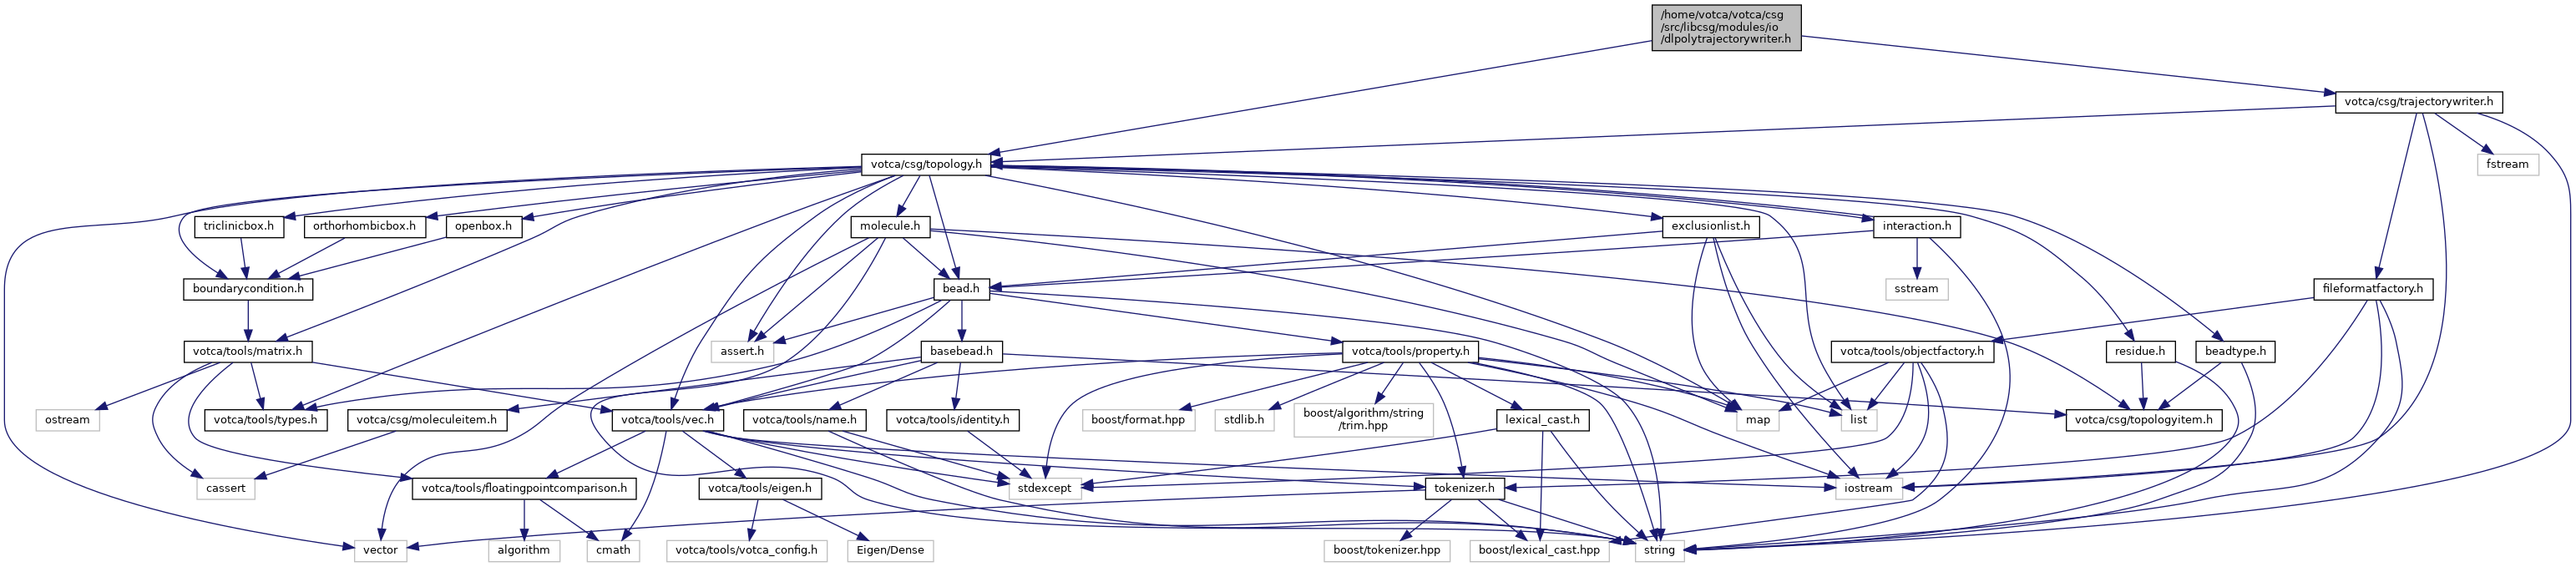 /home/votca/votca/csg
/src/libcsg/modules/io
/dlpolytrajectorywriter.h
votca/csg/trajectorywriter.h
votca/csg/topology.h
fstream
triclinicbox.h
orthorhombicbox.h
openbox.h
molecule.h
exclusionlist.h
interaction.h
boundarycondition.h
bead.h
sstream
fileformatfactory.h
votca/tools/matrix.h
assert.h
basebead.h
votca/tools/property.h
votca/tools/objectfactory.h
residue.h
beadtype.h
ostream
votca/tools/types.h
votca/csg/moleculeitem.h
votca/tools/vec.h
votca/tools/name.h
votca/tools/identity.h
boost/format.hpp
stdlib.h
boost/algorithm/string
/trim.hpp
lexical_cast.h
map
list
votca/csg/topologyitem.h
cassert
votca/tools/floatingpointcomparison.h
votca/tools/eigen.h
stdexcept
tokenizer.h
iostream
vector
algorithm
cmath
votca/tools/votca_config.h
Eigen/Dense
boost/tokenizer.hpp
boost/lexical_cast.hpp
string